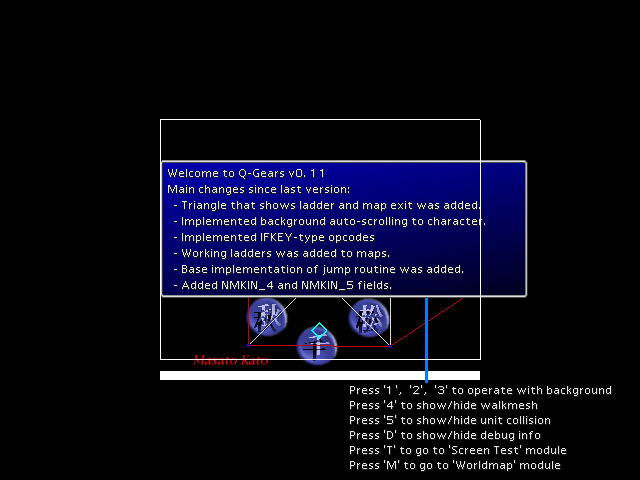 Welcome to Q-Gears v0. 11
Main changes since last version:
- Triangle that shows ladder and map exit was added.
- Implemented background auto-scrolling to character.
- Implemented IFKEY-type opcodes
- Working ladders was added to maps.
- Base implementation of jump routine was added.
- Added NMKIN_4 and NMKIN_5 fields.
秋 松
千
Masato Kato
Press '1', '2', '3' to operate with background
Press '4' to show/hide walkmesh
Press '5' to show/hide unit collision
Press 'D' to show/hide debug info
Press 'T' to go to 'Screen Test' module
Press 'M' to go to 'Worldmap' module